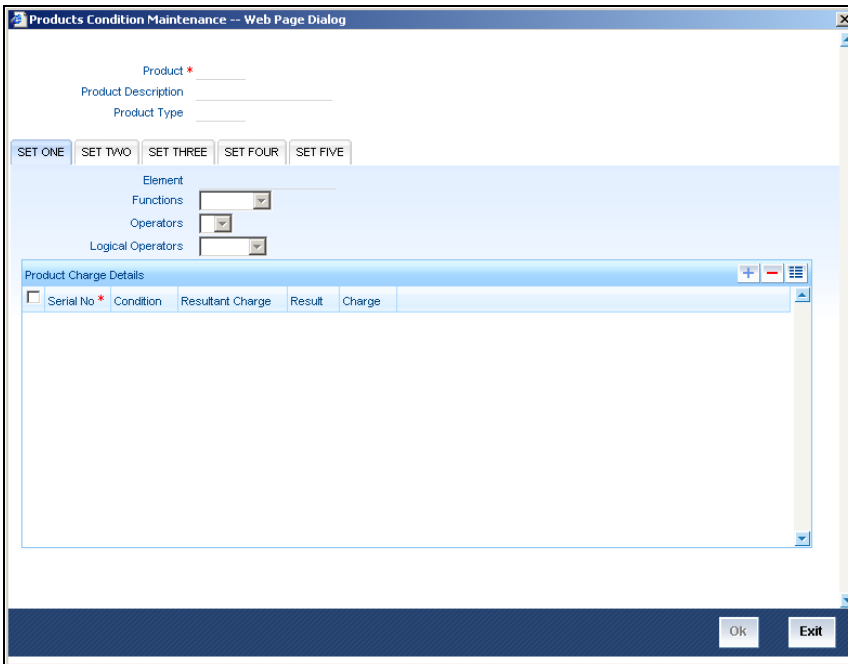 Products Condition Maintenance -- Web Page Dialog
Product *
Product Description
Product Type
SET ONE SET TWO SET THREE SET FOUR SET FIVE
Element
Functions
Operators
Logical Operators
Product Charge Details
Serial No * Condition Resultant Charge Result Charge
Ok Exit